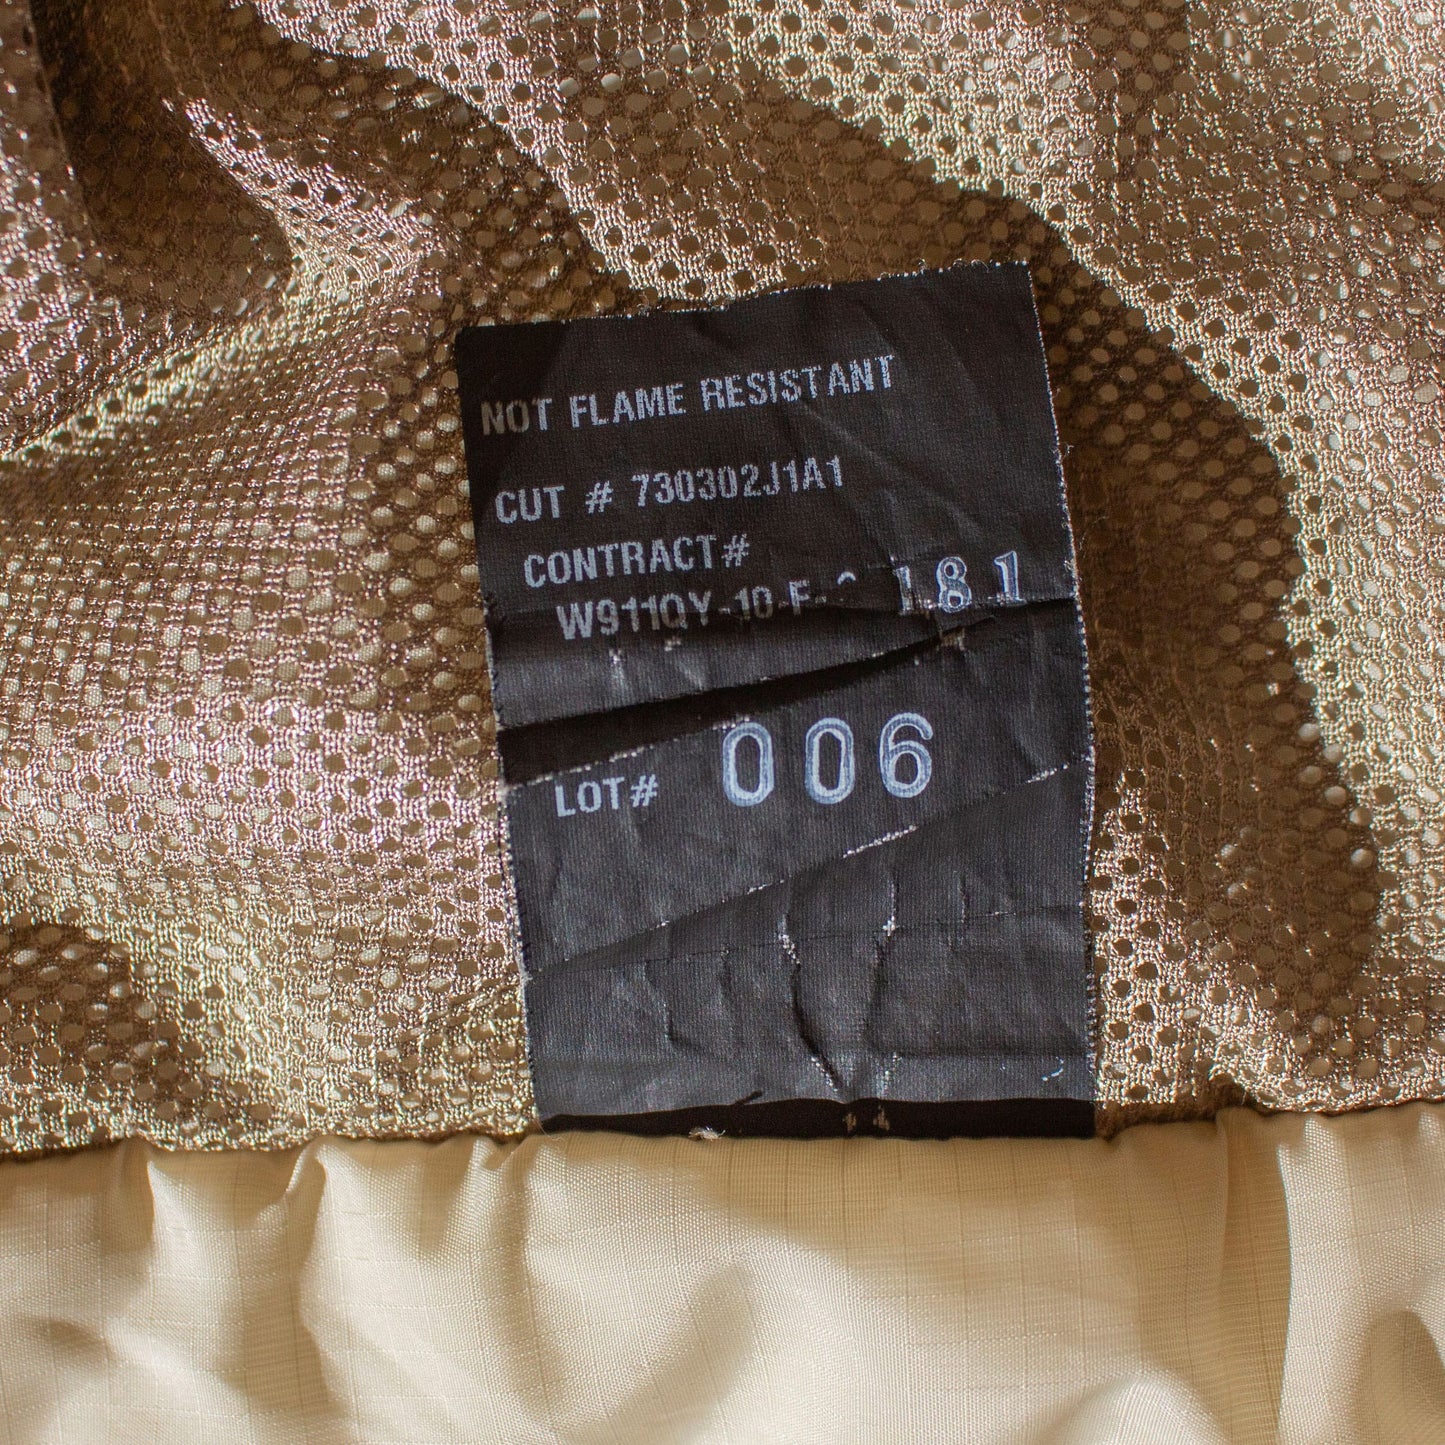 NOT FLAME RESISTANT
CUT # 730302J1A1
CONTRACT#
W911QY-10-F- 181
LOT# 006